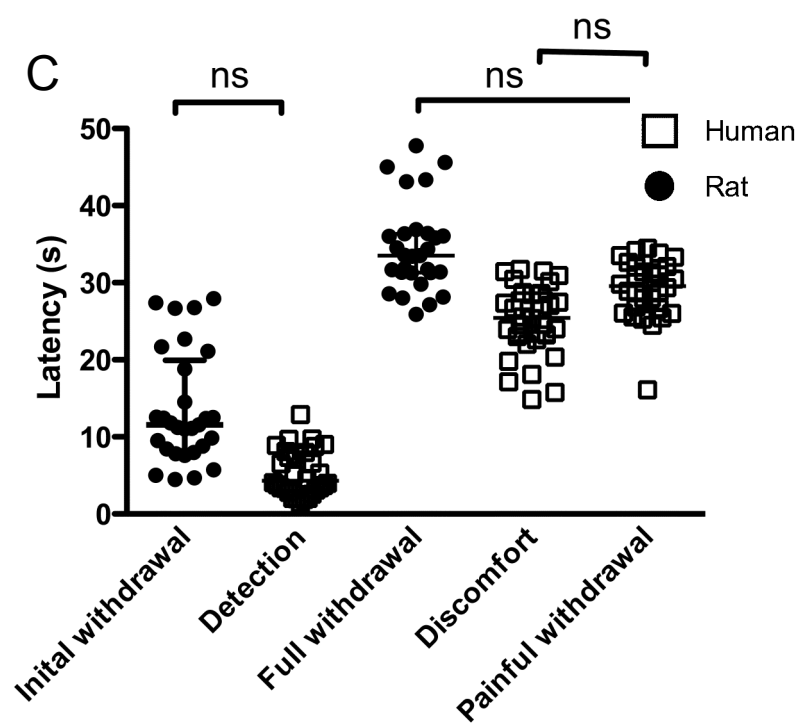 ns
C
ns
ns
50
Human
40
Rat
30
20
10
0
Latency (s)
Inital withdrawal
Detection
Full withdrawal
Discomfort
Painful withdrawal